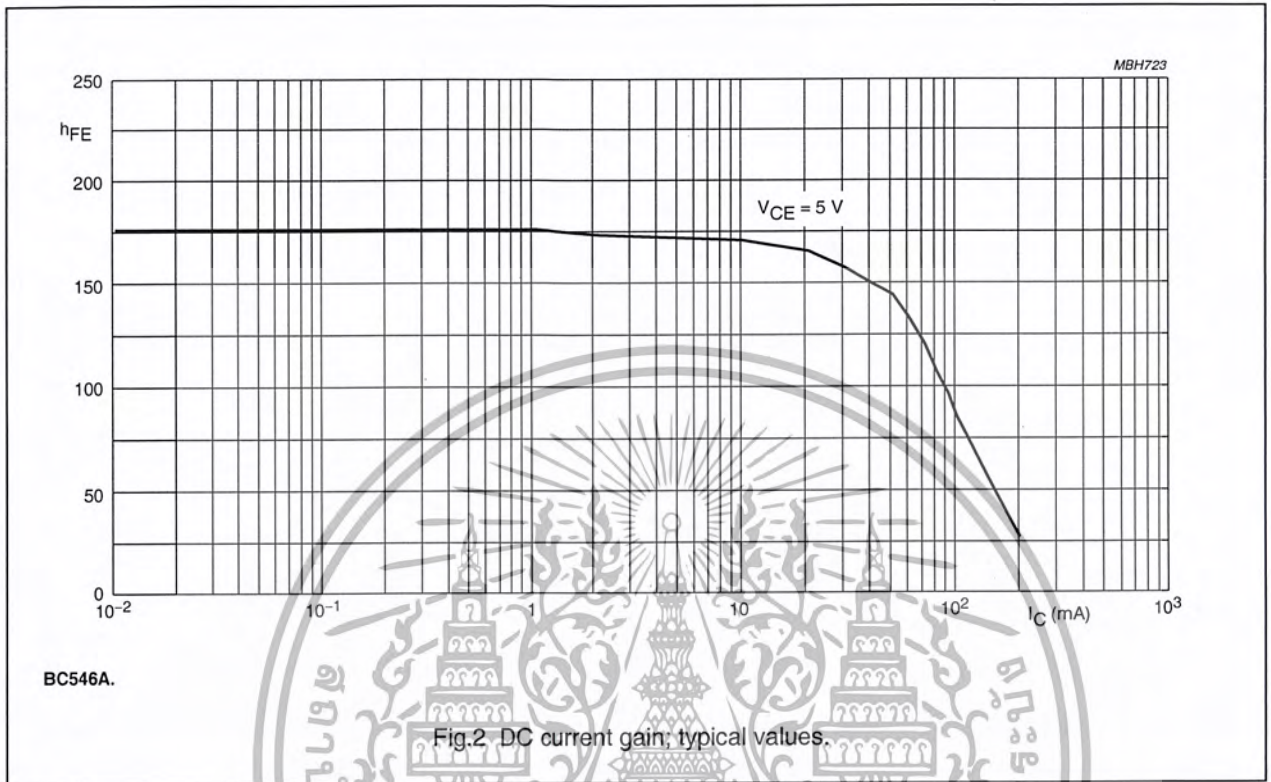 MBH723
250
hFE
200
VCE = 5 V
150
100
50
0
10⁻² 10⁻¹ 1 10 10² IC (mA) 10³
BC546A.
Fig.2 DC current gain; typical values.